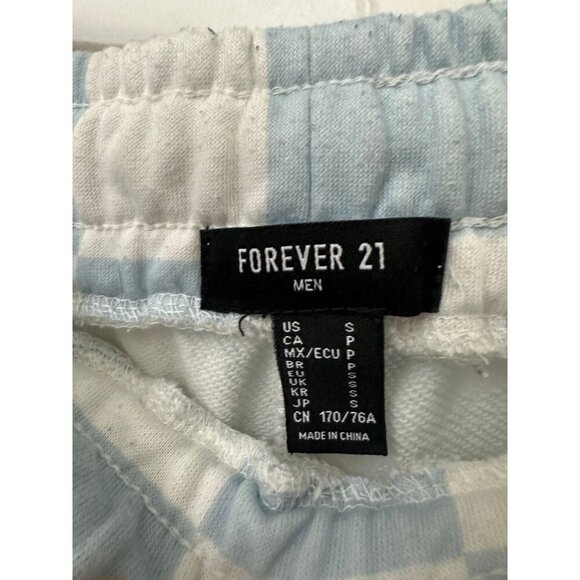 FOREVER 21
MEN
US S
CA P
MX/ECU P
BR P
EU S
UK S
KR S
JP S
CN 170/76A
MADE IN CHINA